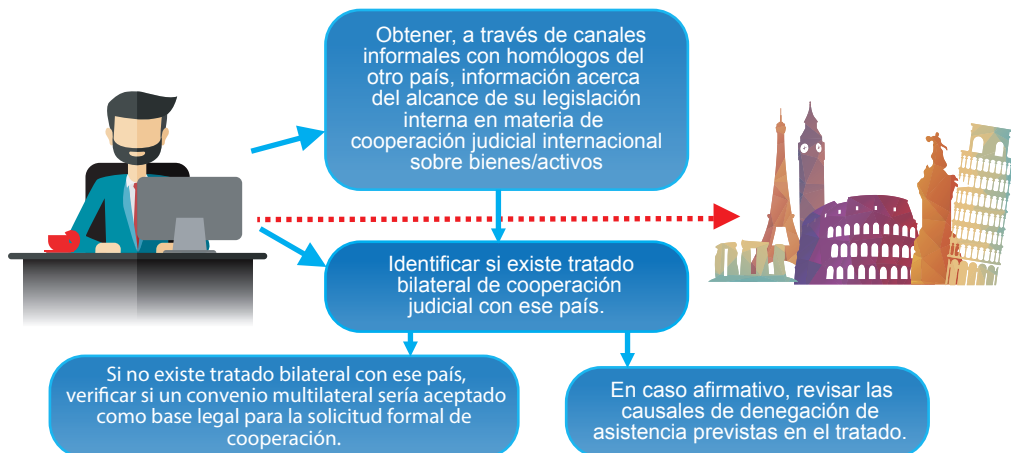 Obtener, a través de canales
informales con homólogos del
otro país, información acerca
del alcance de su legislación
interna en materia de
cooperación judicial internacional
sobre bienes/activos
Identificar si existe tratado
bilateral de cooperación
judicial con ese país.
Si no existe tratado bilateral con ese país,
verificar si un convenio multilateral sería aceptado
como base legal para la solicitud formal de
cooperación.
En caso afirmativo, revisar las
causales de denegación de
asistencia previstas en el tratado.